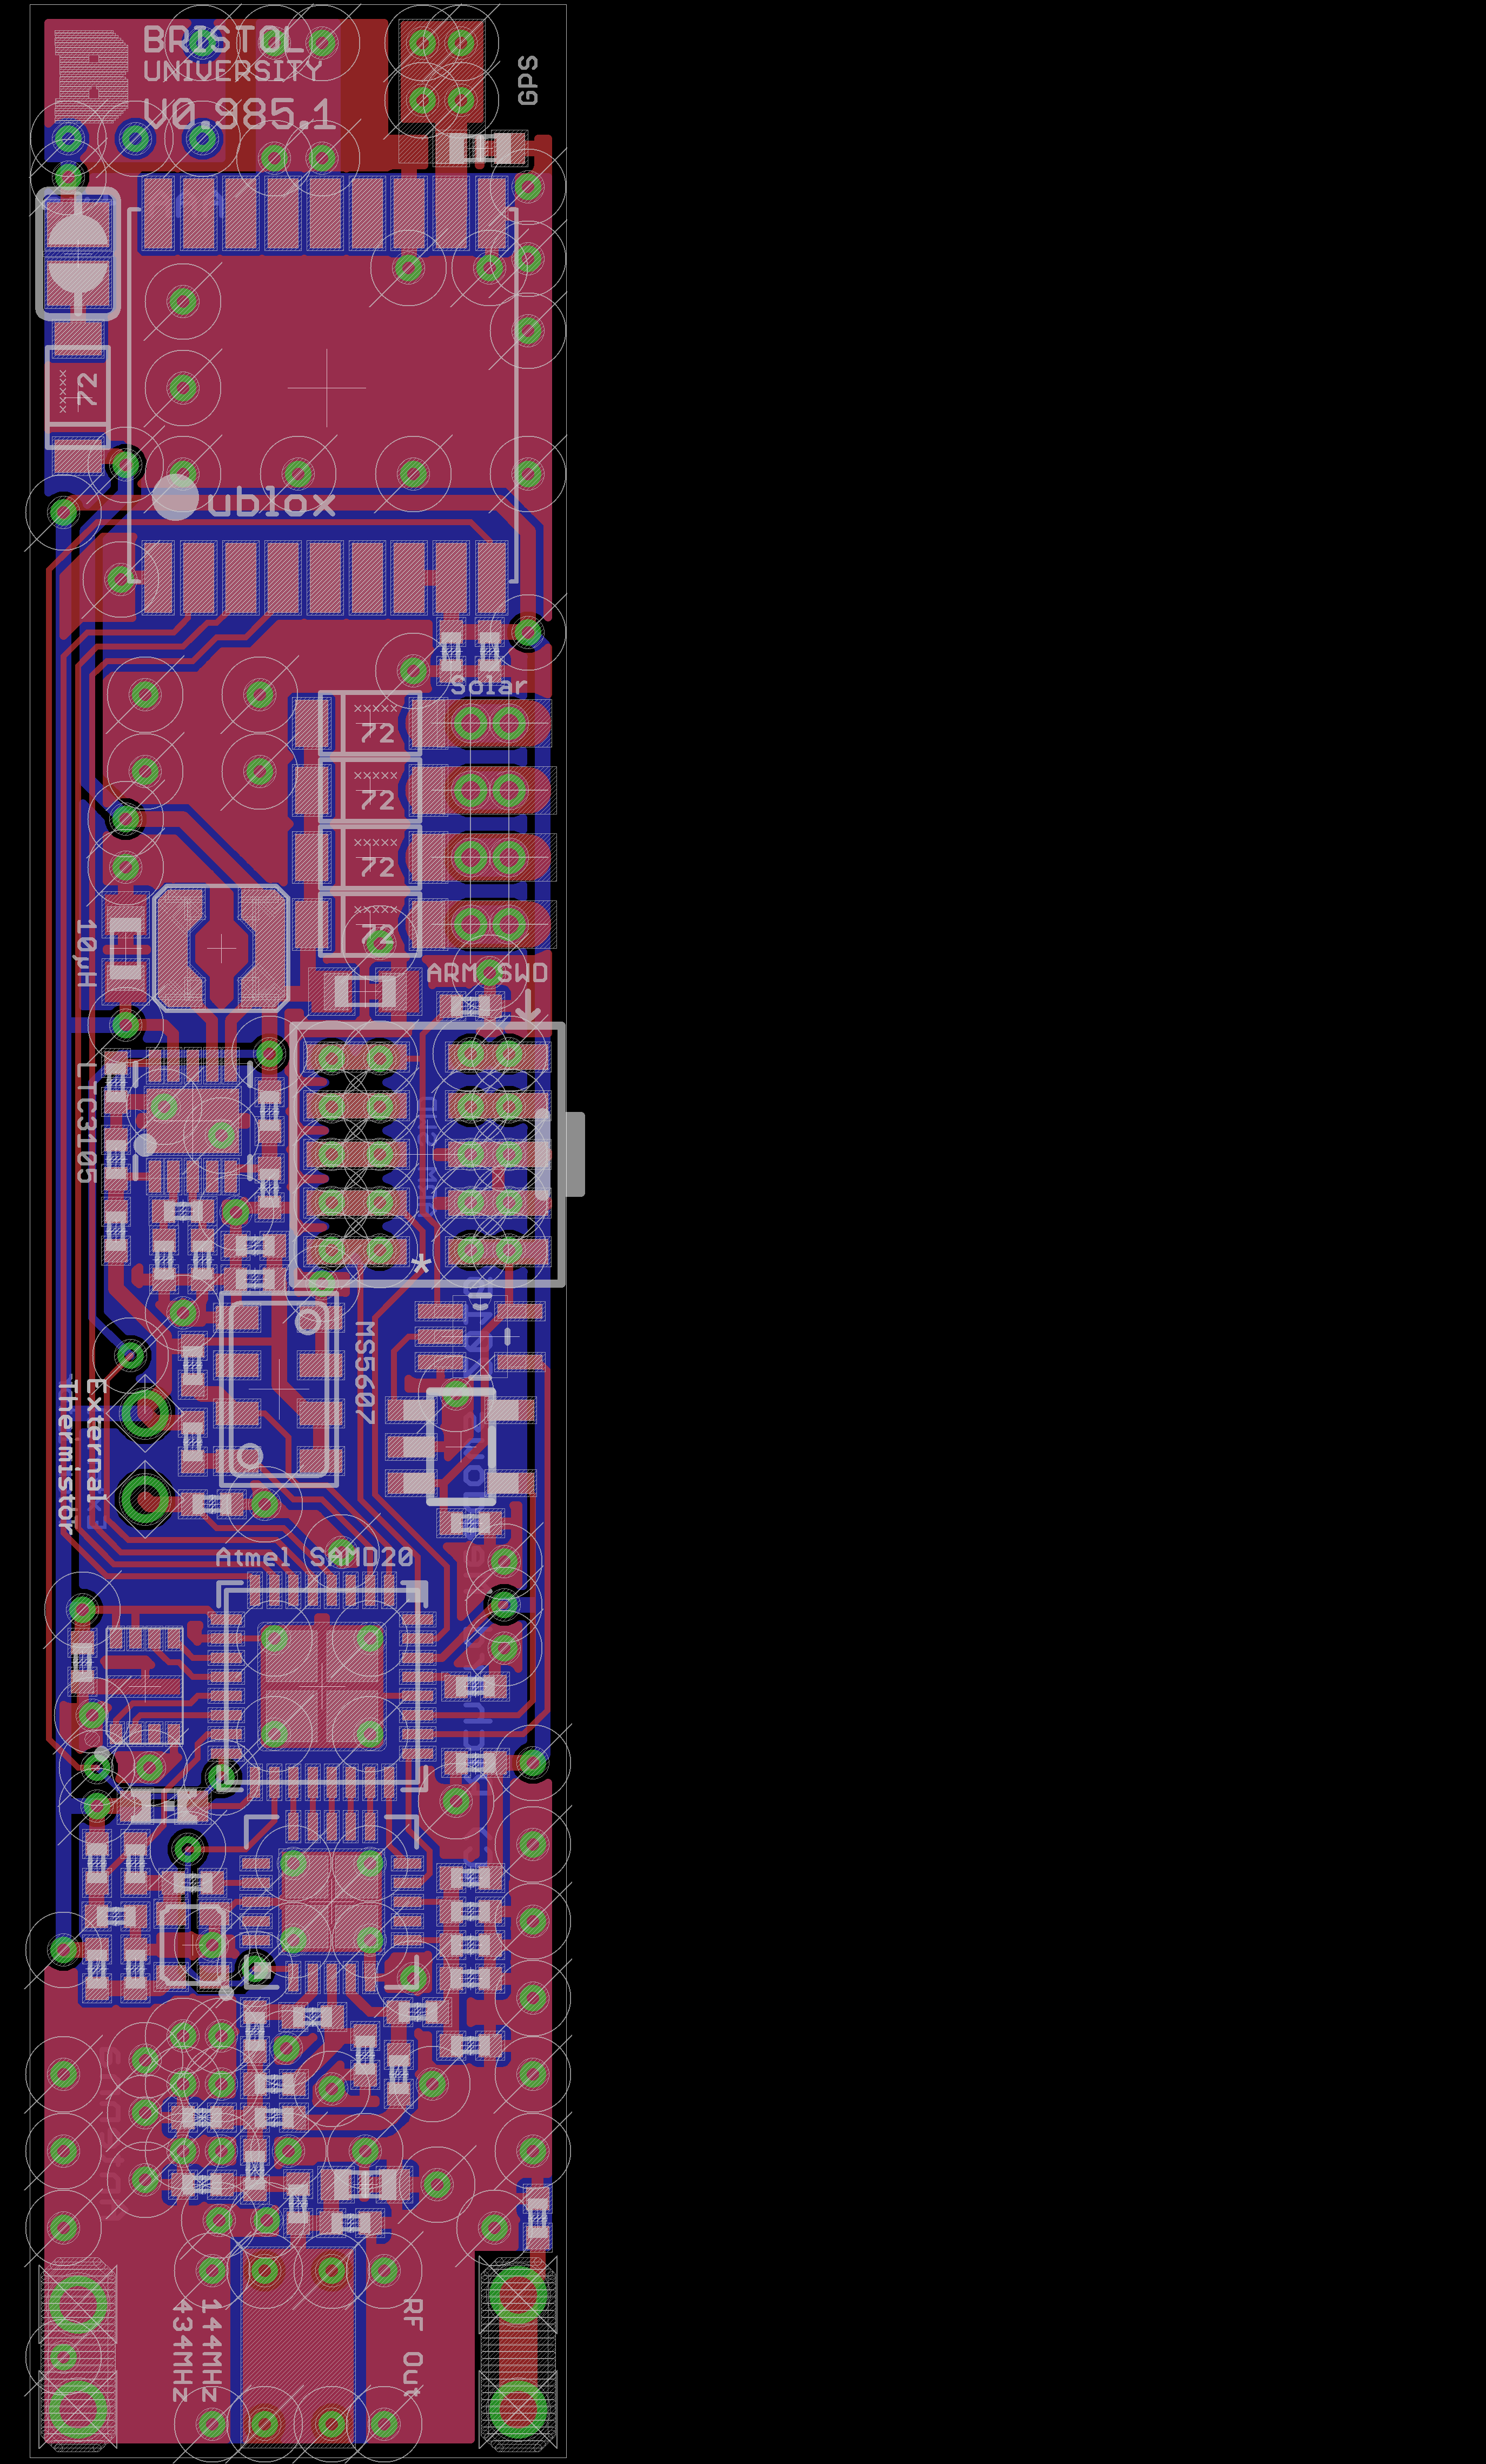 BRISTOL
UNIVERSITY
V0.985.1
GPS
xxxxx
72
ublox
Solar
xxxxx
72
xxxxx
72
xxxxx
72
xxxxx
72
10µH
ARM SWD
LTC3105
*
MS5607
External
Thermistor
Atmel SAMD20
144MHz
434MHz
RF Out